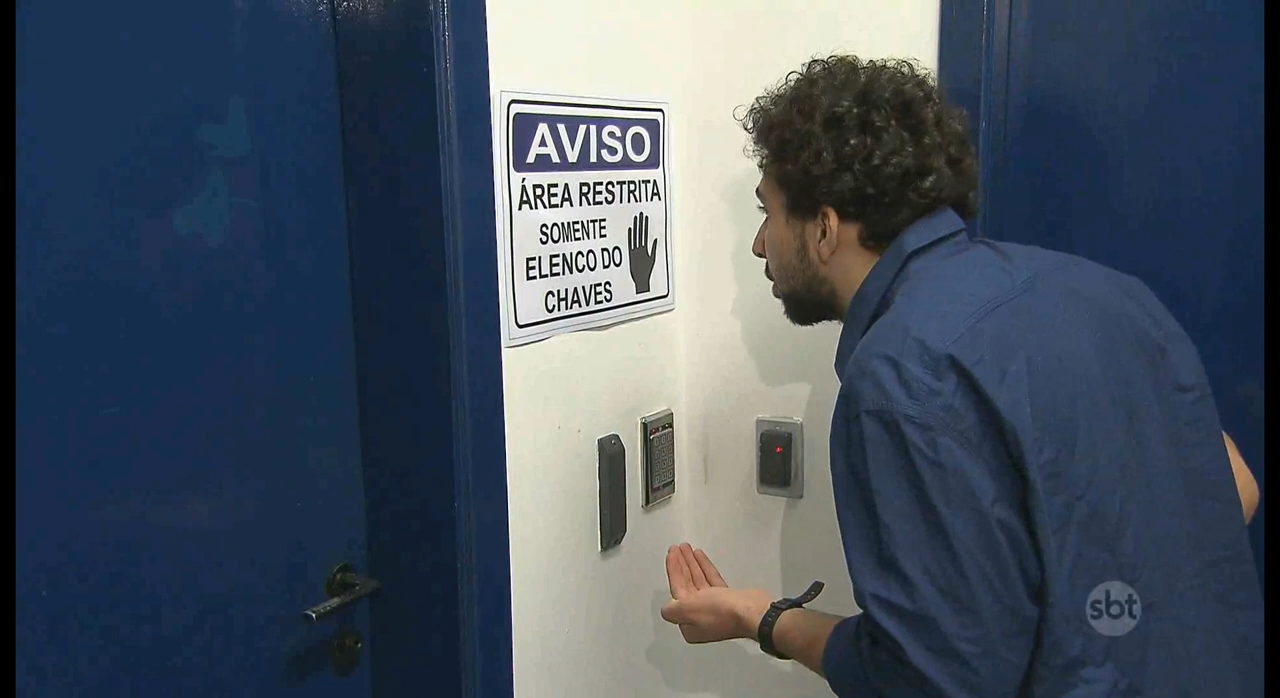 AVISO
ÁREA RESTRITA
SOMENTE
ELENCO DO
CHAVES
sbt